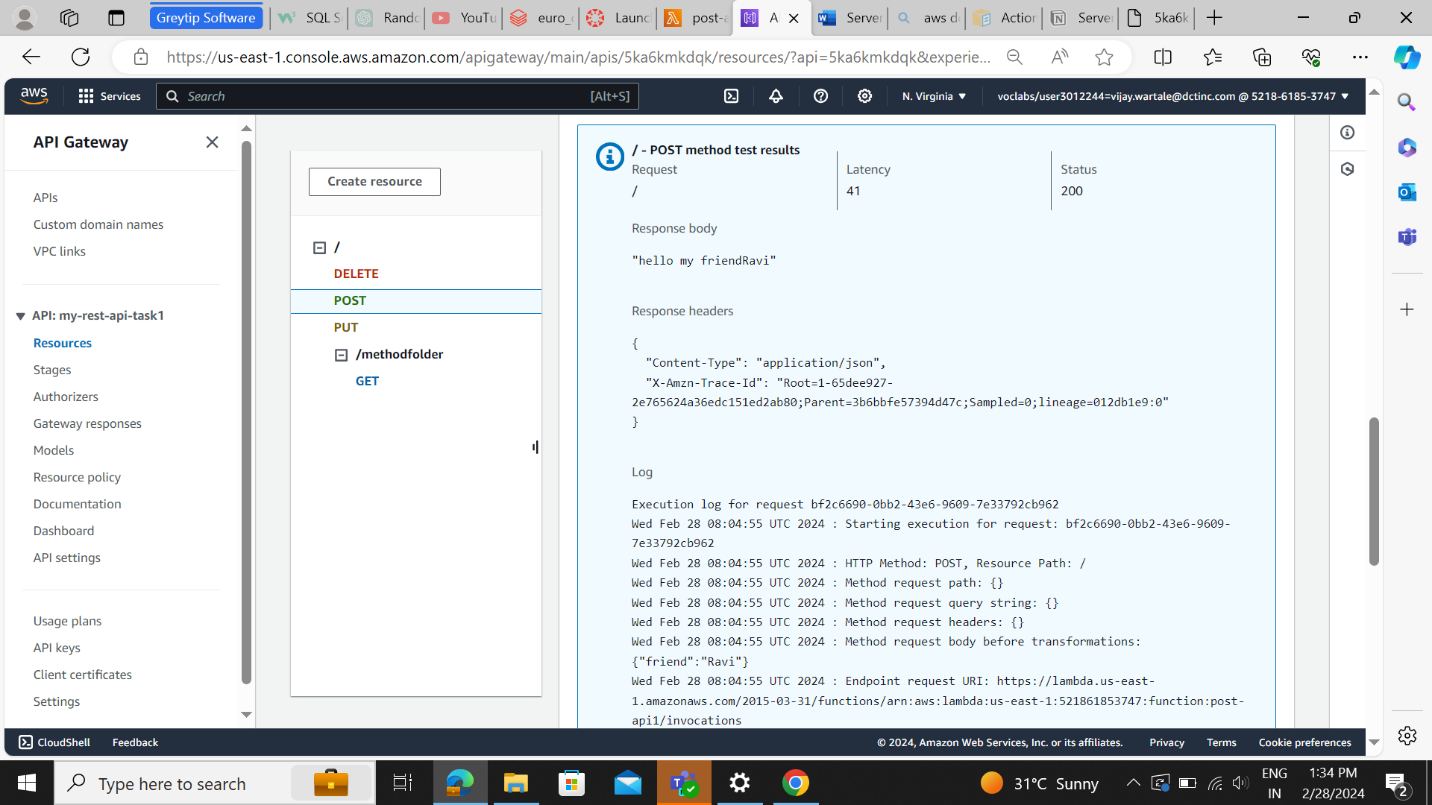 Greytip Software
SQL S
Rando
YouTu
euro_c
Launc
post-a
A
Server
aws de
Action
Server
5ka6k
https://us-east-1.console.aws.amazon.com/apigateway/main/apis/5ka6kmkdqk/resources/?api=5ka6kmkdqk&experie...
aws
Services
Search
[Alt+S]
N. Virginia
voclabs/user3012244=vijay.wartale@dctinc.com @ 5218-6185-3747
API Gateway
APIs
Custom domain names
VPC links
API: my-rest-api-task1
Resources
Stages
Authorizers
Gateway responses
Models
Resource policy
Documentation
Dashboard
API settings
Usage plans
API keys
Client certificates
Settings
Create resource
/
DELETE
POST
PUT
/methodfolder
GET
/ - POST method test results
Request
/
Latency
41
Status
200
Response body
"hello my friendRavi"
Response headers
{
"Content-Type": "application/json",
"X-Amzn-Trace-Id": "Root=1-65dee927-
2e765624a36edc151ed2ab80;Parent=3b6bbfe57394d47c;Sampled=0;lineage=012db1e9:0"
}
Log
Execution log for request bf2c6690-0bb2-43e6-9609-7e33792cb962
Wed Feb 28 08:04:55 UTC 2024 : Starting execution for request: bf2c6690-0bb2-43e6-9609-
7e33792cb962
Wed Feb 28 08:04:55 UTC 2024 : HTTP Method: POST, Resource Path: /
Wed Feb 28 08:04:55 UTC 2024 : Method request path: {}
Wed Feb 28 08:04:55 UTC 2024 : Method request query string: {}
Wed Feb 28 08:04:55 UTC 2024 : Method request headers: {}
Wed Feb 28 08:04:55 UTC 2024 : Method request body before transformations:
{"friend":"Ravi"}
Wed Feb 28 08:04:55 UTC 2024 : Endpoint request URI: https://lambda.us-east-
1.amazonaws.com/2015-03-31/functions/arn:aws:lambda:us-east-1:521861853747:function:post-
api1/invocations
CloudShell
Feedback
© 2024, Amazon Web Services, Inc. or its affiliates.
Privacy
Terms
Cookie preferences
Type here to search
31°C Sunny
ENG
IN
1:34 PM
2/28/2024
2